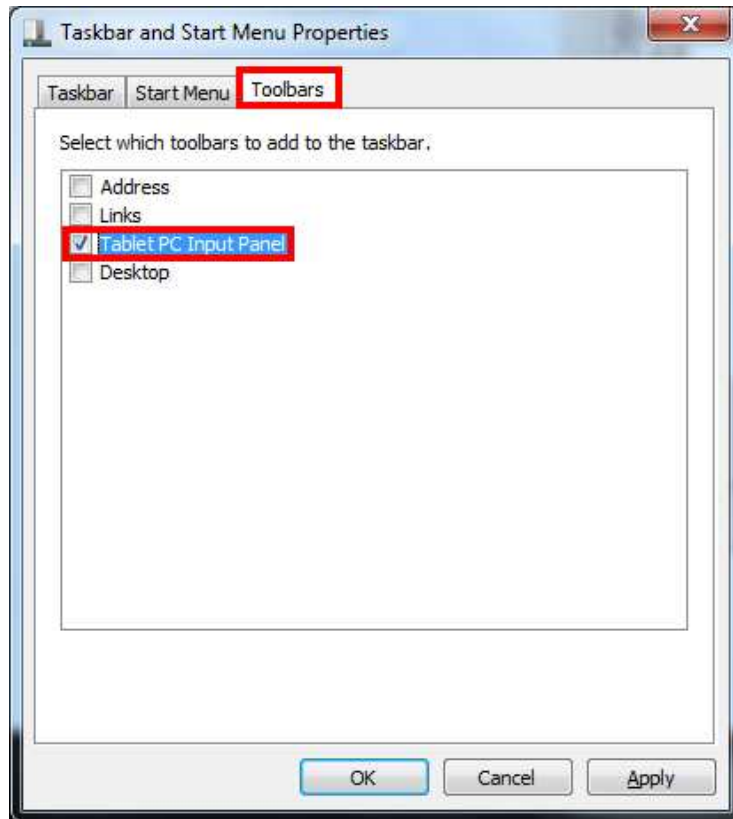 Taskbar and Start Menu Properties
Taskbar Start Menu Toolbars
Select which toolbars to add to the taskbar.
Address
Links
Tablet PC Input Panel
Desktop
OK Cancel Apply